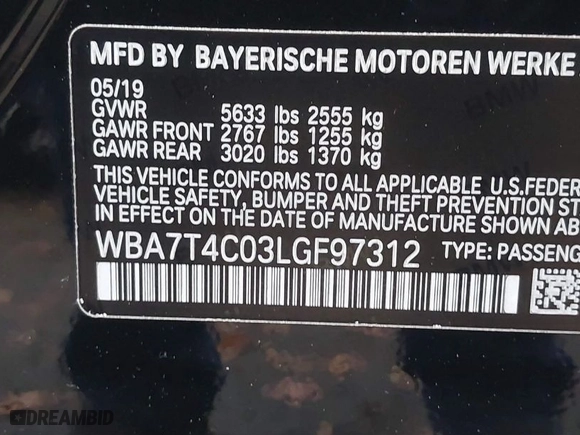 MFD BY BAYERISCHE MOTOREN WERKE
05/19
GVWR 5633 lbs 2555 kg
GAWR FRONT 2767 lbs 1255 kg
GAWR REAR 3020 lbs 1370 kg
THIS VEHICLE CONFORMS TO ALL APPLICABLE U.S.FEDER
VEHICLE SAFETY, BUMPER AND THEFT PREVENTION ST
IN EFFECT ON THE DATE OF MANUFACTURE SHOWN AB
WBA7T4C03LGF97312 TYPE: PASSENG
DREAMBID